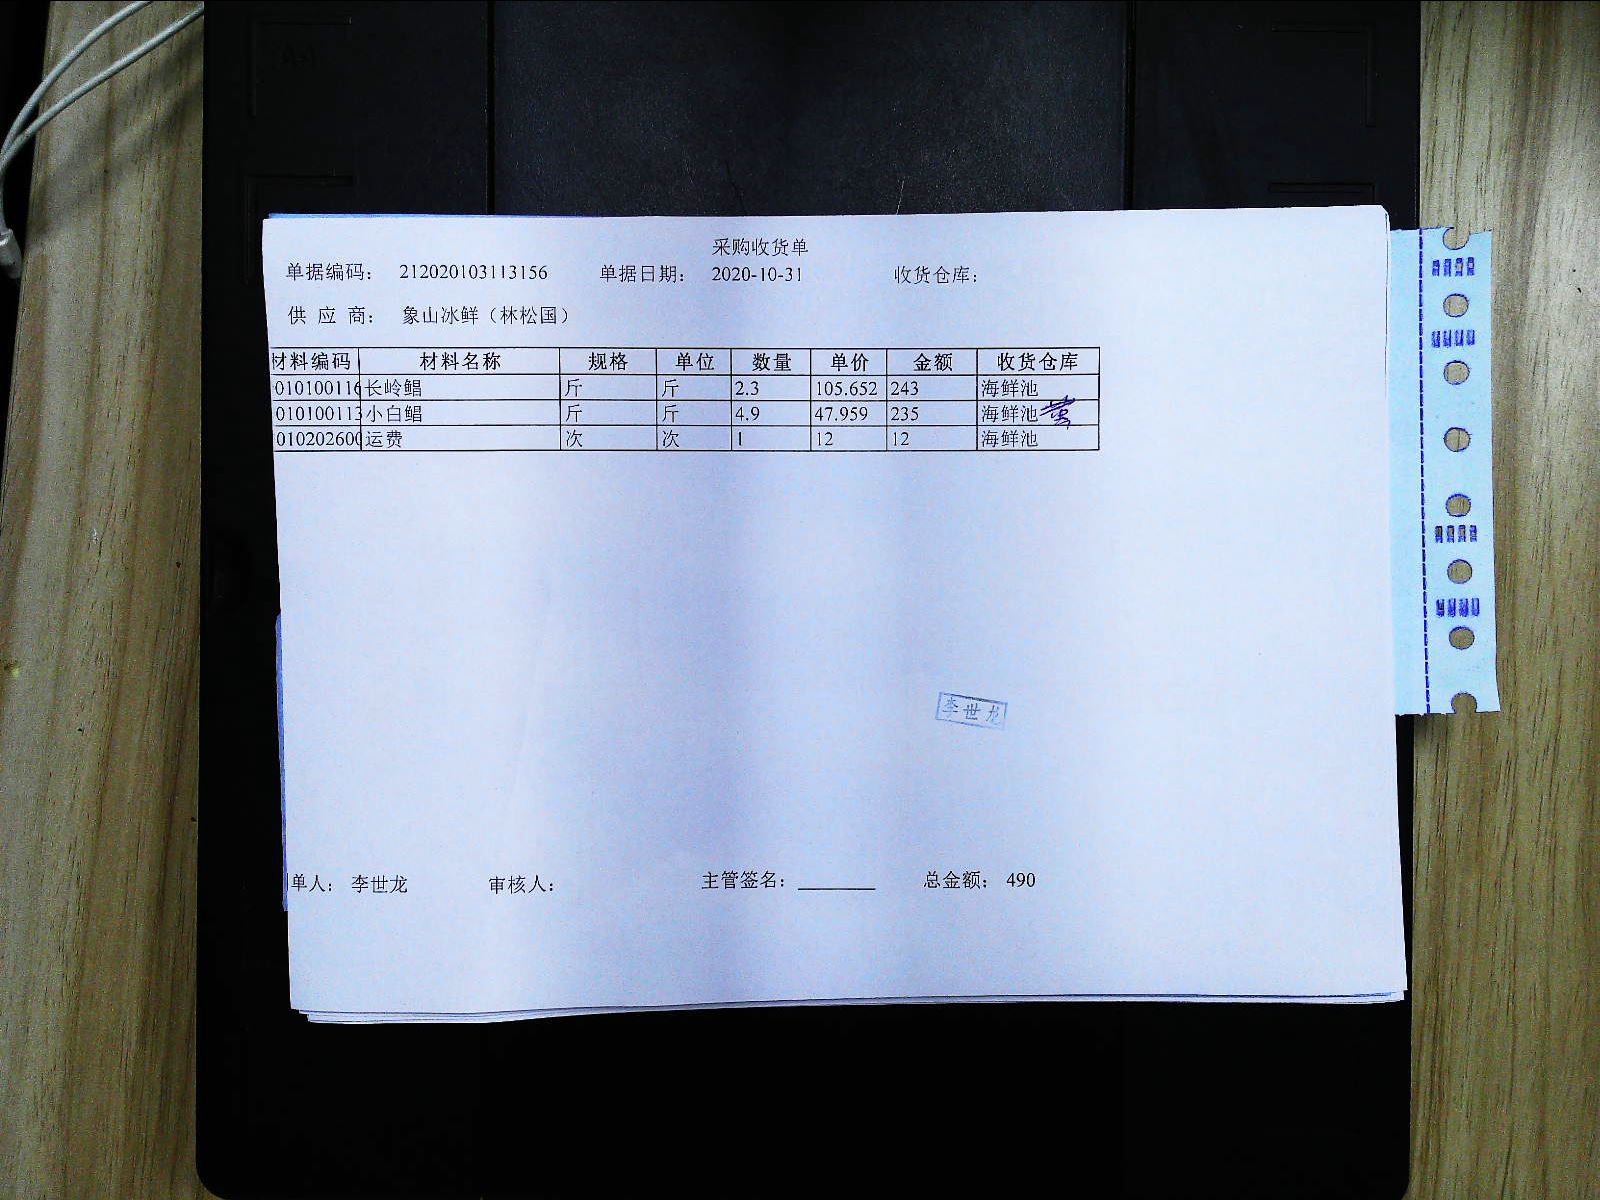 采购收货单
单据编码： 212020103113156 单据日期： 2020-10-31 收货仓库：
供 应 商： 象山冰鲜（林松国）
材料编码 材料名称 规格 单位 数量 单价 金额 收货仓库
010100116 长岭鲳 斤 斤 2.3 105.652 243 海鲜池
010100113 小白鲳 斤 斤 4.9 47.959 235 海鲜池
010202600 运费 次 次 1 12 12 海鲜池
李世龙
单人： 李世龙 审核人： 主管签名： 总金额： 490